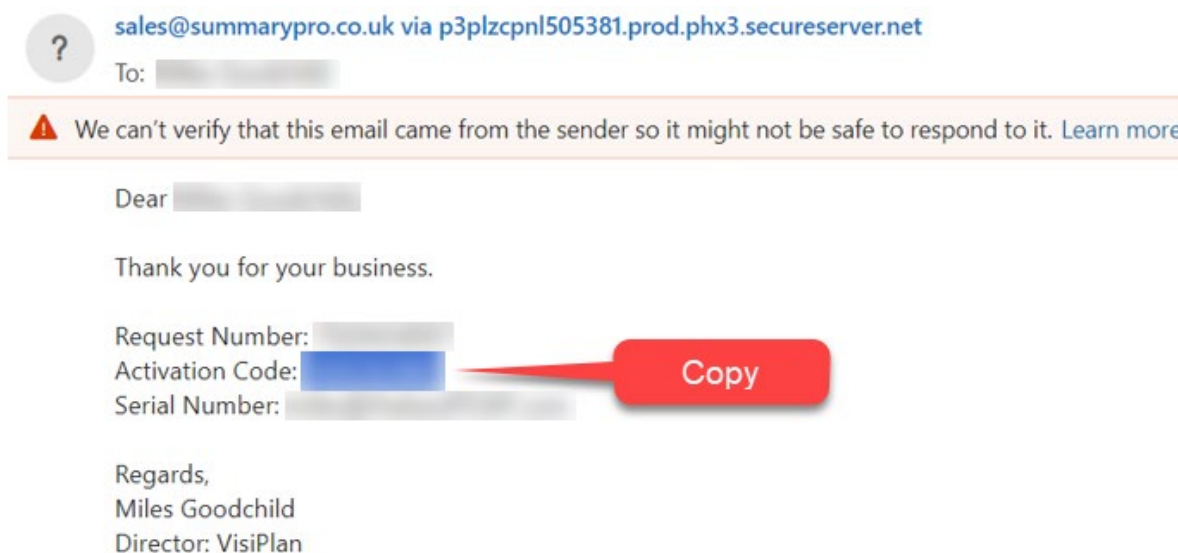 ?
sales@summarypro.co.uk via p3plzcpnl505381.prod.phx3.secureserver.net
To:
We can't verify that this email came from the sender so it might not be safe to respond to it. Learn more
Dear
Thank you for your business.
Request Number:
Activation Code:
Copy
Serial Number:
Regards,
Miles Goodchild
Director: VisiPlan